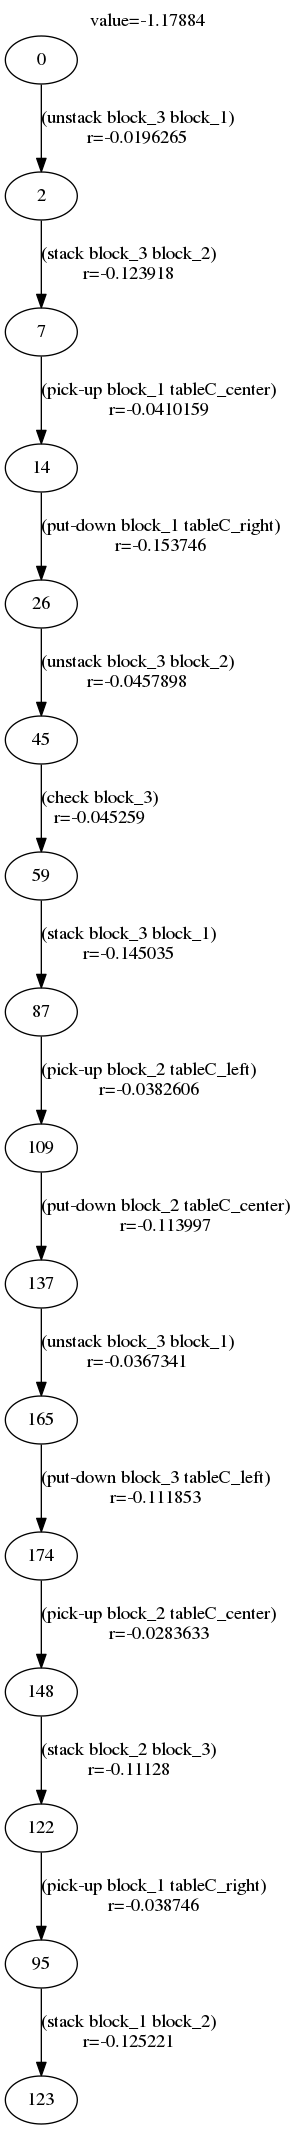 value=-1.17884
0
(unstack block_3 block_1)
r=-0.0196265
2
(stack block_3 block_2)
r=-0.123918
7
(pick-up block_1 tableC_center)
r=-0.0410159
14
(put-down block_1 tableC_right)
r=-0.153746
26
(unstack block_3 block_2)
r=-0.0457898
45
(check block_3)
r=-0.045259
59
(stack block_3 block_1)
r=-0.145035
87
(pick-up block_2 tableC_left)
r=-0.0382606
109
(put-down block_2 tableC_center)
r=-0.113997
137
(unstack block_3 block_1)
r=-0.0367341
165
(put-down block_3 tableC_left)
r=-0.111853
174
(pick-up block_2 tableC_center)
r=-0.0283633
148
(stack block_2 block_3)
r=-0.11128
122
(pick-up block_1 tableC_right)
r=-0.038746
95
(stack block_1 block_2)
r=-0.125221
123